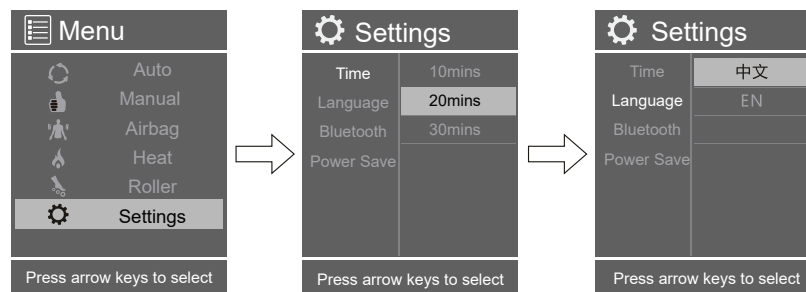 Menu
Auto
Manual
Airbag
Heat
Roller
Settings
Press arrow keys to select
Settings
Time
10mins
Language
20mins
Bluetooth
30mins
Power Save
Press arrow keys to select
Settings
Time
中文
Language
EN
Bluetooth
Power Save
Press arrow keys to select